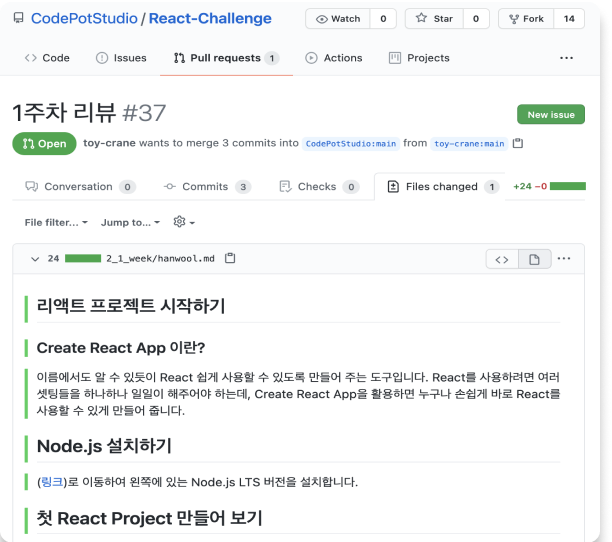 CodePotStudio / React-Challenge
Watch 0
Star 0
Fork 14
Code
Issues
Pull requests 1
Actions
Projects
...
1주차 리뷰 #37
New issue
Open
toy-crane wants to merge 3 commits into CodePotStudio:main from toy-crane:main
Conversation 0
Commits 3
Checks 0
Files changed 1
+24 −0
File filter...
Jump to...
24 2_1_week/hanwool.md
<>
...
리액트 프로젝트 시작하기
Create React App 이란?
이름에서도 알 수 있듯이 React 쉽게 사용할 수 있도록 만들어 주는 도구입니다. React를 사용하려면 여러
셋팅들을 하나하나 일일이 해주어야 하는데, Create React App을 활용하면 누구나 손쉽게 바로 React를
사용할 수 있게 만들어 줍니다.
Node.js 설치하기
(링크)로 이동하여 왼쪽에 있는 Node.js LTS 버전을 설치합니다.
첫 React Project 만들어 보기